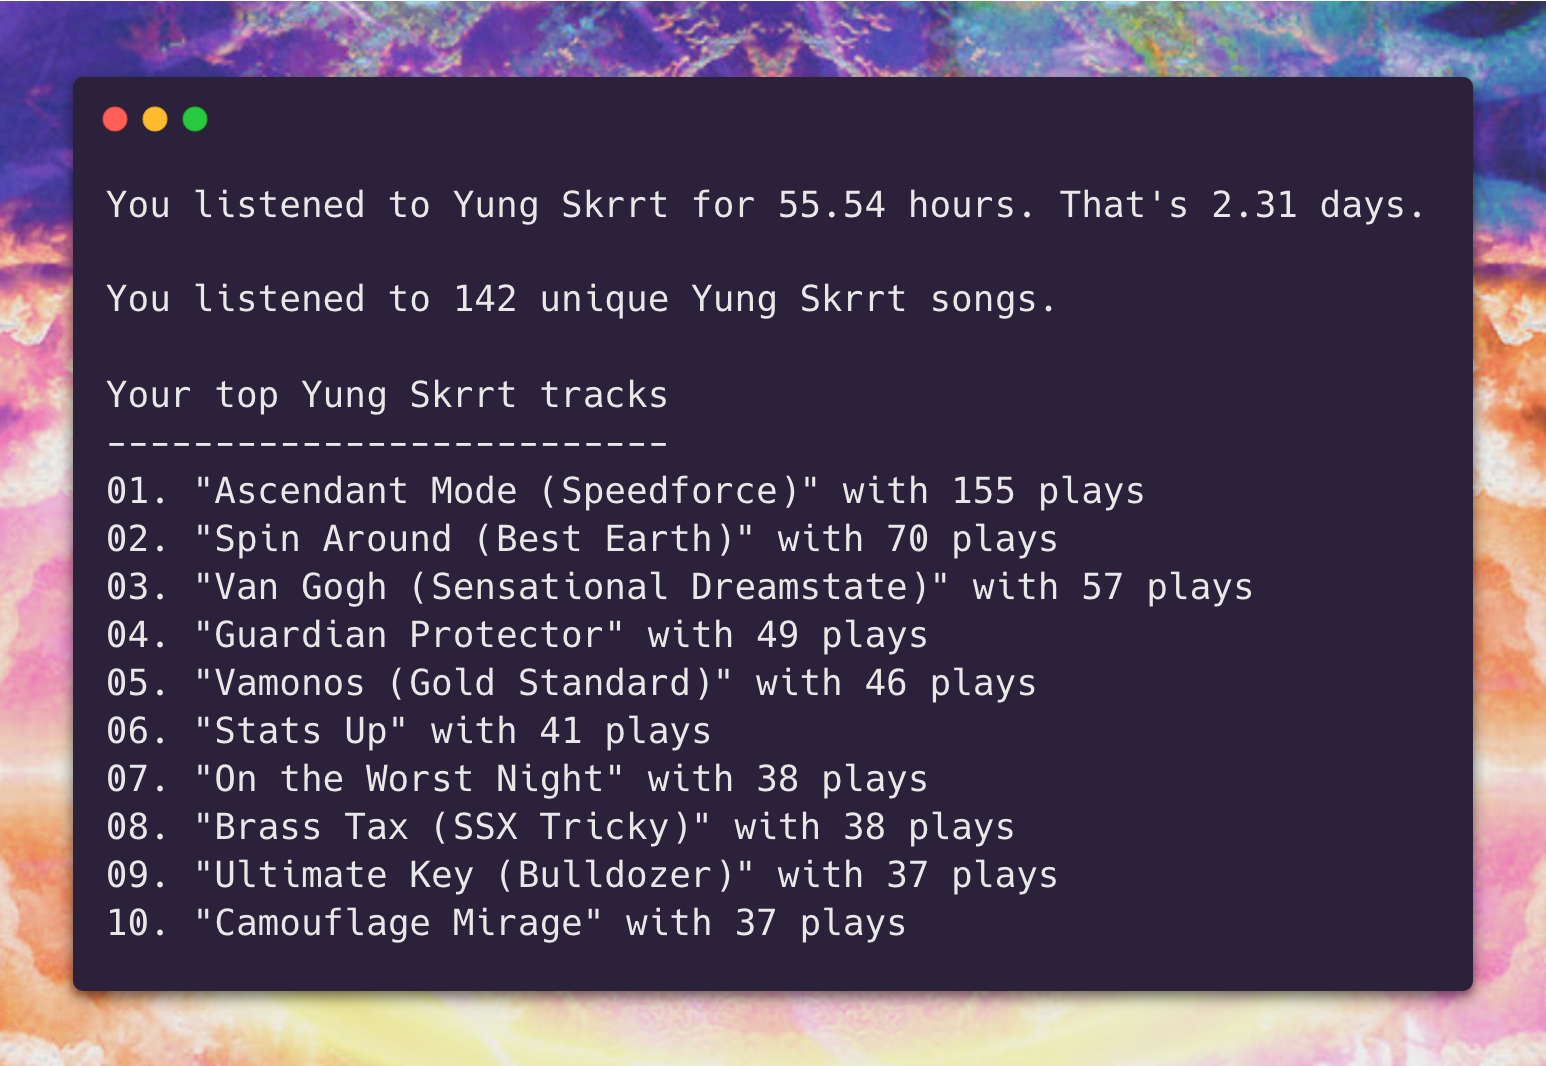 You listened to Yung Skrrt for 55.54 hours. That's 2.31 days.
You listened to 142 unique Yung Skrrt songs.
Your top Yung Skrrt tracks
--------------------------
01. "Ascendant Mode (Speedforce)" with 155 plays
02. "Spin Around (Best Earth)" with 70 plays
03. "Van Gogh (Sensational Dreamstate)" with 57 plays
04. "Guardian Protector" with 49 plays
05. "Vamonos (Gold Standard)" with 46 plays
06. "Stats Up" with 41 plays
07. "On the Worst Night" with 38 plays
08. "Brass Tax (SSX Tricky)" with 38 plays
09. "Ultimate Key (Bulldozer)" with 37 plays
10. "Camouflage Mirage" with 37 plays